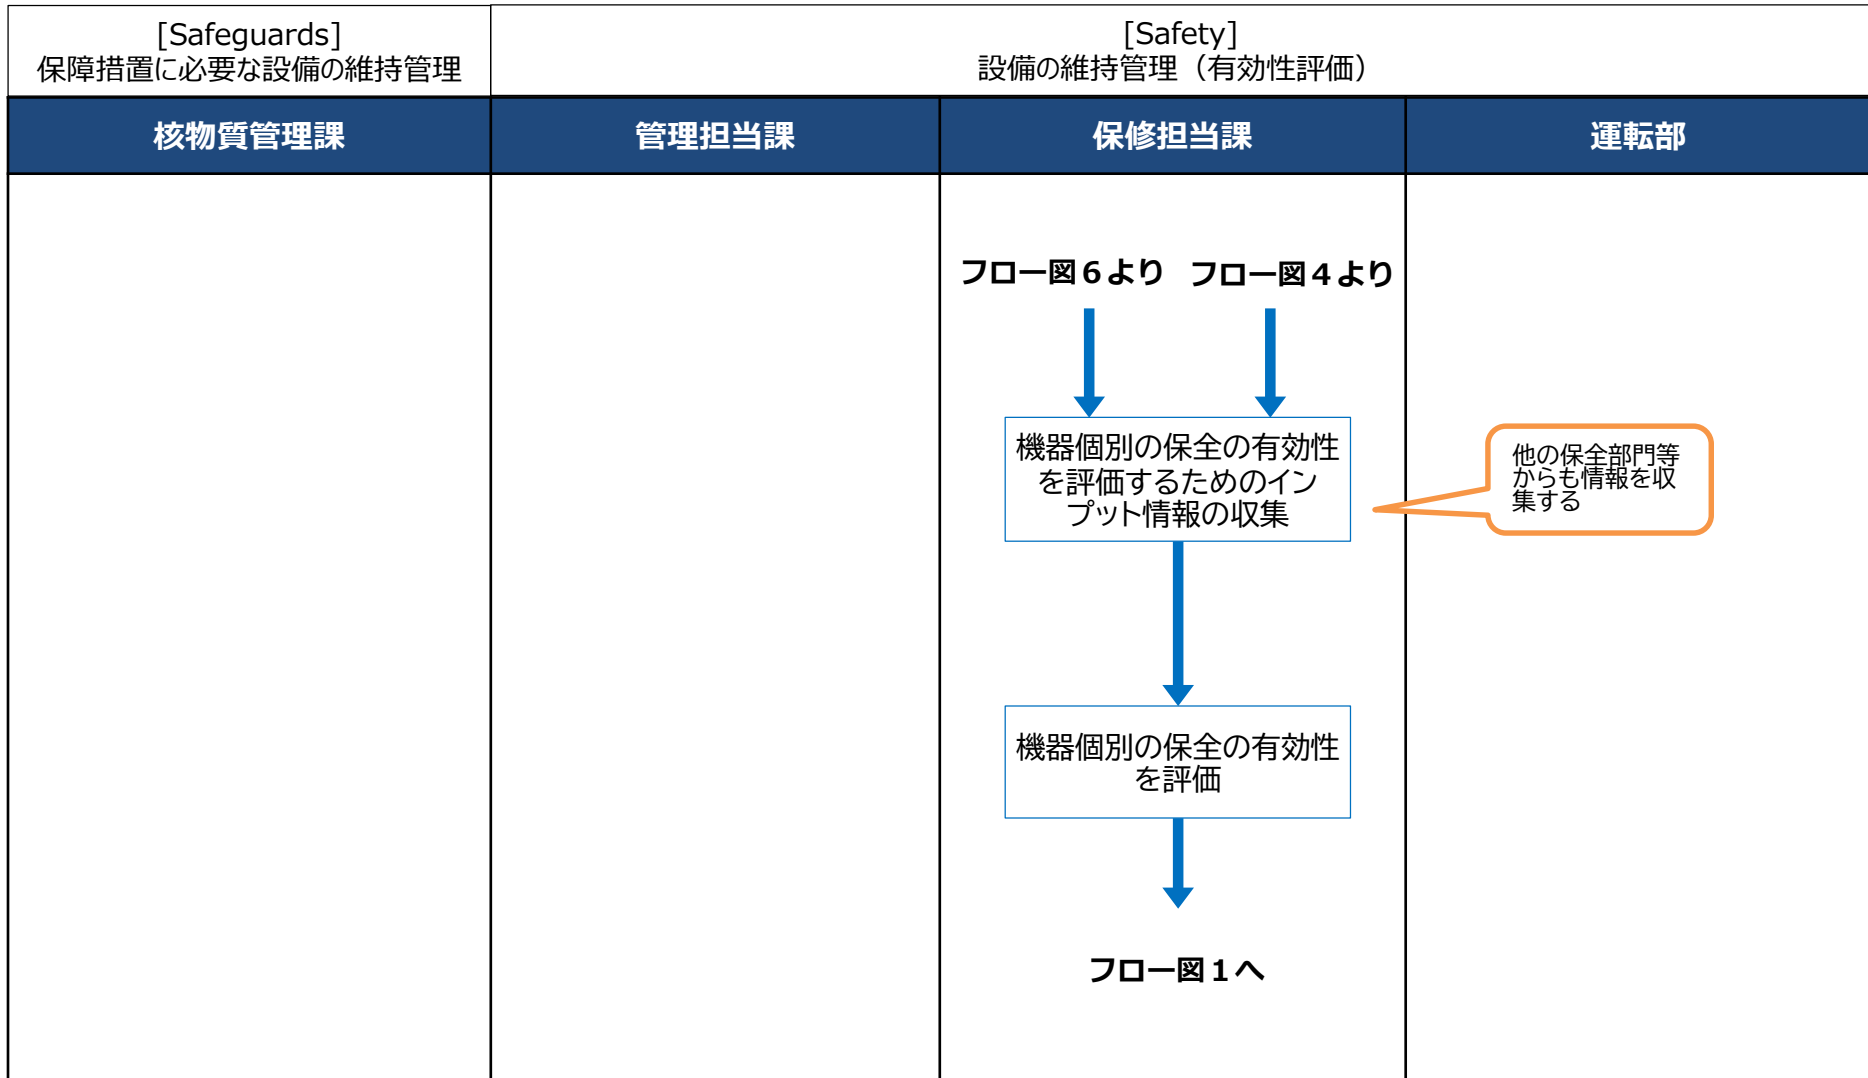 [Safeguards]
保障措置に必要な設備の維持管理
[Safety]
設備の維持管理（有効性評価）
核物質管理課
管理担当課
保修担当課
運転部
フロー図６より
フロー図４より
機器個別の保全の有効性
を評価するためのイン
プット情報の収集
他の保全部門等
からも情報を収
集する
機器個別の保全の有効性
を評価
フロー図１へ